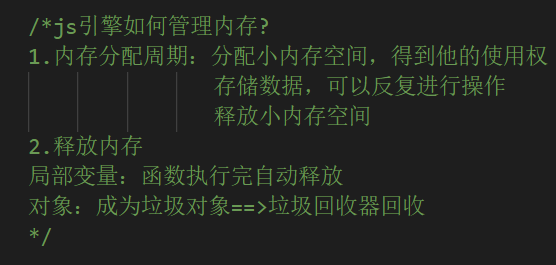 /*js引擎如何管理内存?
1.内存分配周期：分配小内存空间，得到他的使用权
存储数据，可以反复进行操作
释放小内存空间
2.释放内存
局部变量：函数执行完自动释放
对象：成为垃圾对象==>垃圾回收器回收
*/